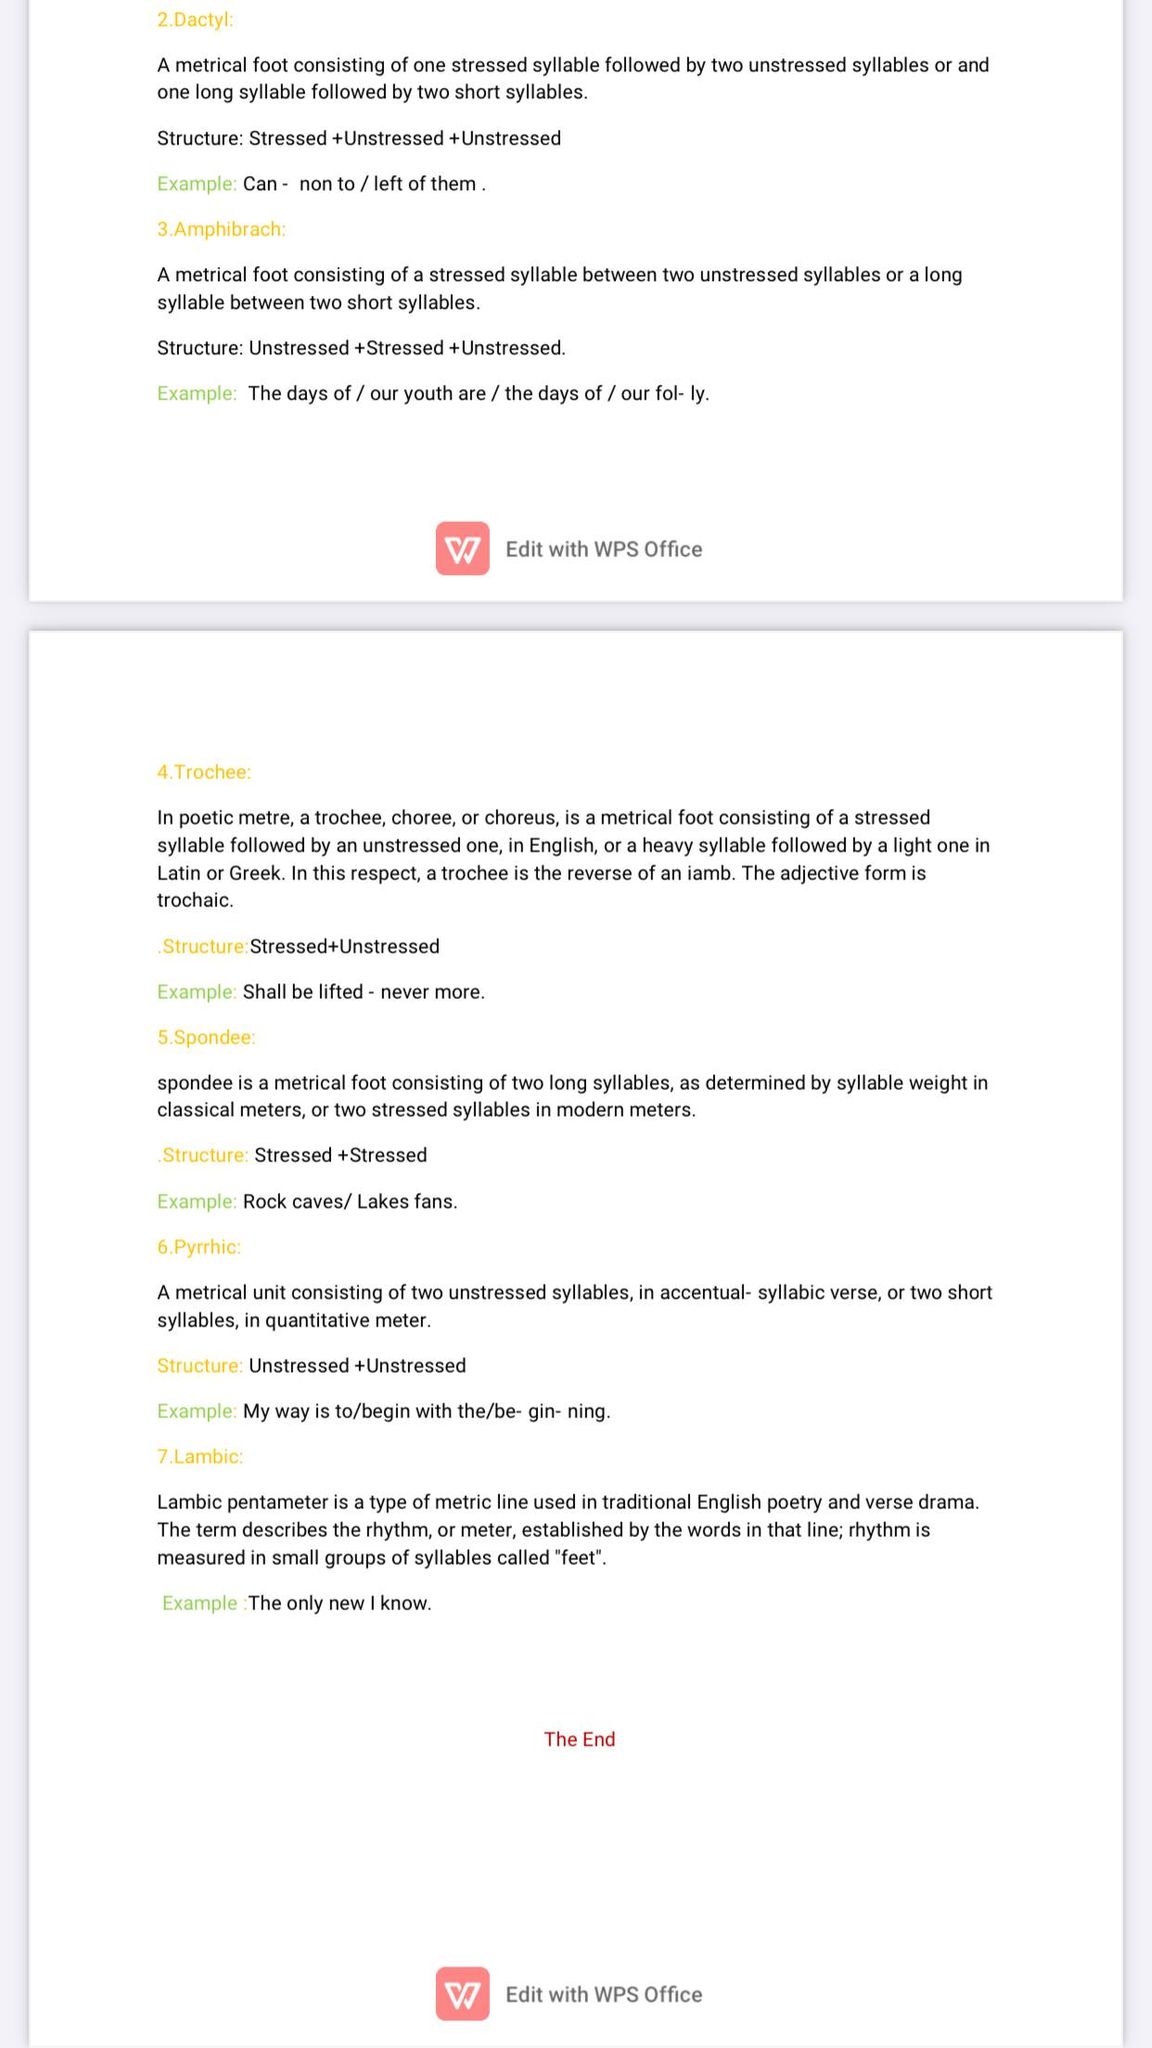 2.Dactyl:
A metrical foot consisting of one stressed syllable followed by two unstressed syllables or and
one long syllable followed by two short syllables.
Structure: Stressed +Unstressed +Unstressed
Example: Can -  non to / left of them .
3.Amphibrach:
A metrical foot consisting of a stressed syllable between two unstressed syllables or a long
syllable between two short syllables.
Structure: Unstressed +Stressed +Unstressed.
Example:  The days of / our youth are / the days of / our fol- ly.
Edit with WPS Office
4.Trochee:
In poetic metre, a trochee, choree, or choreus, is a metrical foot consisting of a stressed
syllable followed by an unstressed one, in English, or a heavy syllable followed by a light one in
Latin or Greek. In this respect, a trochee is the reverse of an iamb. The adjective form is
trochaic.
.Structure:Stressed+Unstressed
Example: Shall be lifted - never more.
5.Spondee:
spondee is a metrical foot consisting of two long syllables, as determined by syllable weight in
classical meters, or two stressed syllables in modern meters.
.Structure: Stressed +Stressed
Example: Rock caves/ Lakes fans.
6.Pyrrhic:
A metrical unit consisting of two unstressed syllables, in accentual- syllabic verse, or two short
syllables, in quantitative meter.
Structure: Unstressed +Unstressed
Example: My way is to/begin with the/be- gin- ning.
7.Lambic:
Lambic pentameter is a type of metric line used in traditional English poetry and verse drama.
The term describes the rhythm, or meter, established by the words in that line; rhythm is
measured in small groups of syllables called "feet".
Example :The only new I know.
The End
Edit with WPS Office